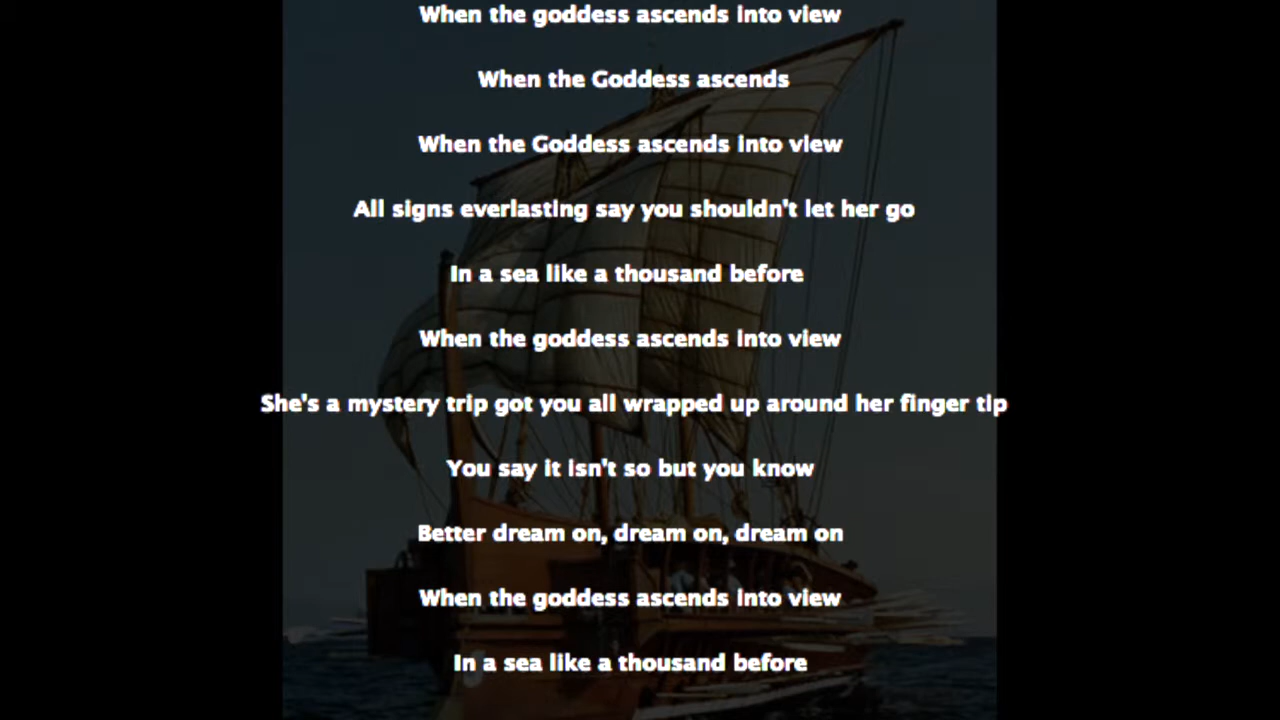 When the goddess ascends into view
When the Goddess ascends
When the Goddess ascends into view
All signs everlasting say you shouldn't let her go
In a sea like a thousand before
When the goddess ascends into view
She's a mystery trip got you all wrapped up around her finger tip
You say it isn't so but you know
Better dream on, dream on, dream on
When the goddess ascends into view
In a sea like a thousand before